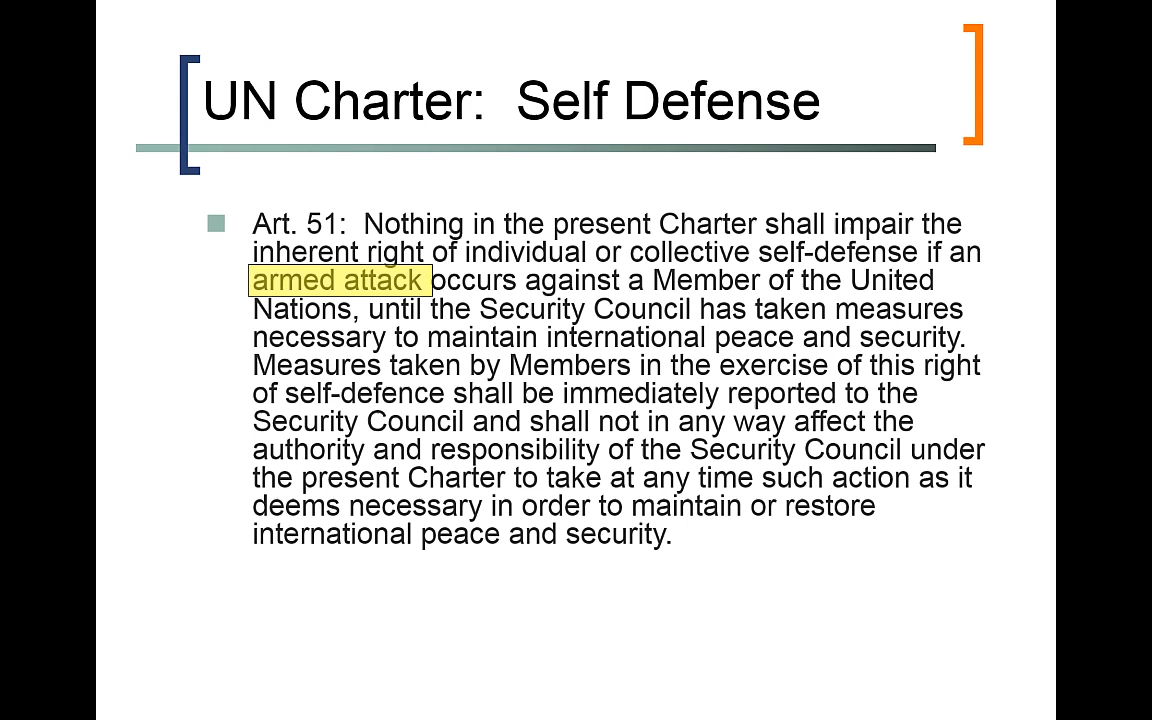 UN Charter:  Self Defense
Art. 51:  Nothing in the present Charter shall impair the
inherent right of individual or collective self-defense if an
armed attack occurs against a Member of the United
Nations, until the Security Council has taken measures
necessary to maintain international peace and security.
Measures taken by Members in the exercise of this right
of self-defence shall be immediately reported to the
Security Council and shall not in any way affect the
authority and responsibility of the Security Council under
the present Charter to take at any time such action as it
deems necessary in order to maintain or restore
international peace and security.